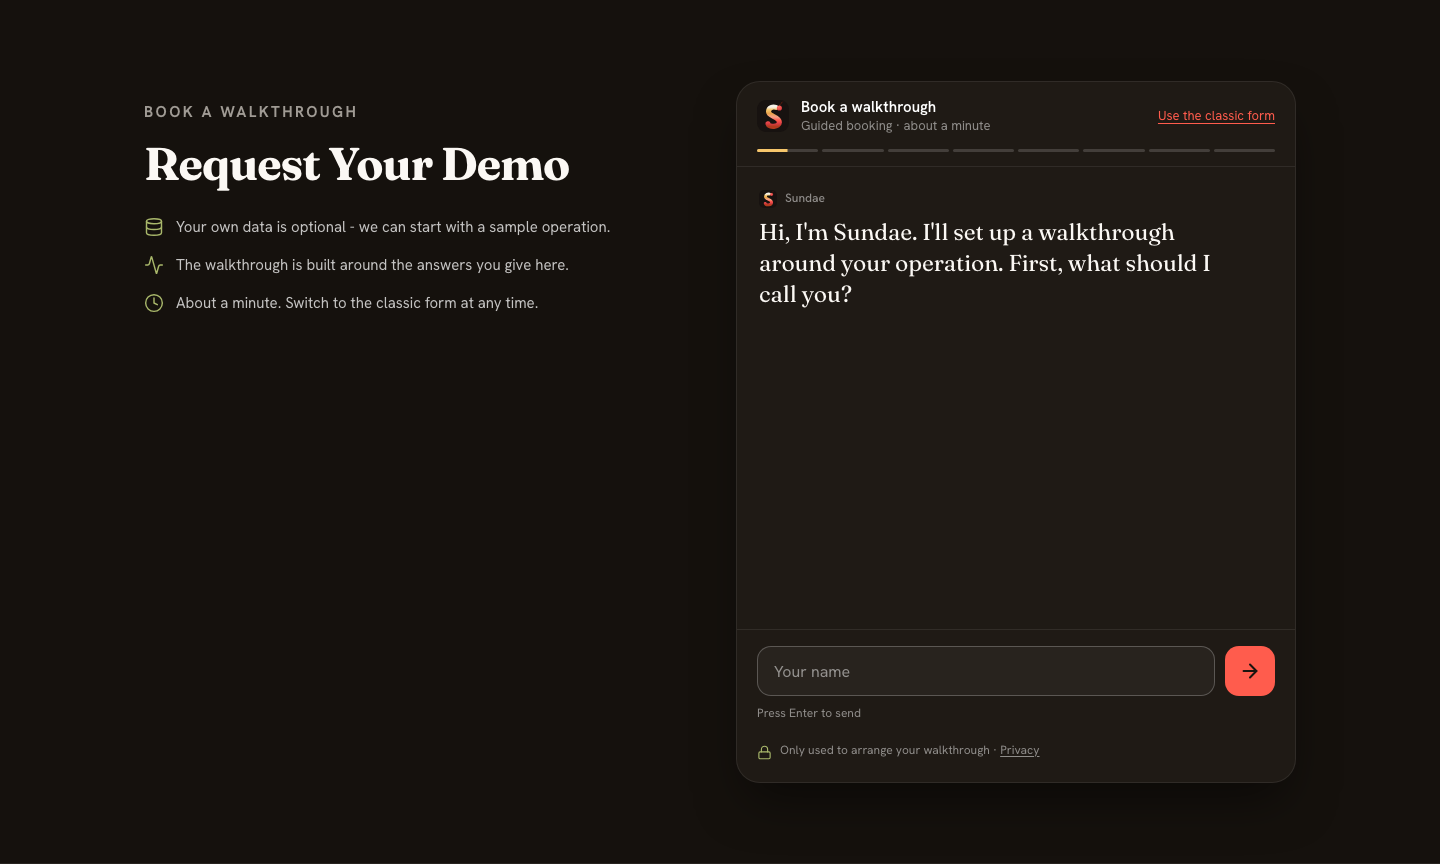 BOOK A WALKTHROUGH
Request Your Demo
Your own data is optional - we can start with a sample operation.
The walkthrough is built around the answers you give here.
About a minute. Switch to the classic form at any time.
Book a walkthrough
Guided booking · about a minute
Use the classic form
Sundae
Hi, I'm Sundae. I'll set up a walkthrough
around your operation. First, what should I
call you?
Your name
Press Enter to send
Only used to arrange your walkthrough · Privacy